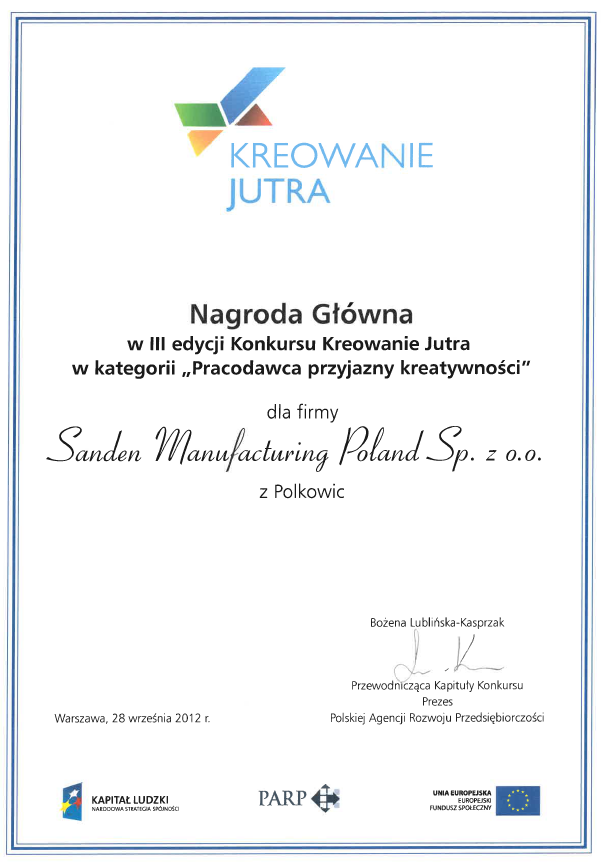 KREOWANIE
JUTRA
Nagroda Główna
w III edycji Konkursu Kreowanie Jutra
w kategorii „Pracodawca przyjazny kreatywności”
dla firmy
Sanden Manufacturing Poland Sp. z o.o.
z Polkowic
Bożena Lublińska-Kasprzak
Przewodnicząca Kapituły Konkursu
Prezes
Polskiej Agencji Rozwoju Przedsiębiorczości
Warszawa, 28 września 2012 r.
KAPITAŁ LUDZKI
NARODOWA STRATEGIA SPÓJNOŚCI
PARP
UNIA EUROPEJSKA
EUROPEJSKI
FUNDUSZ SPOŁECZNY